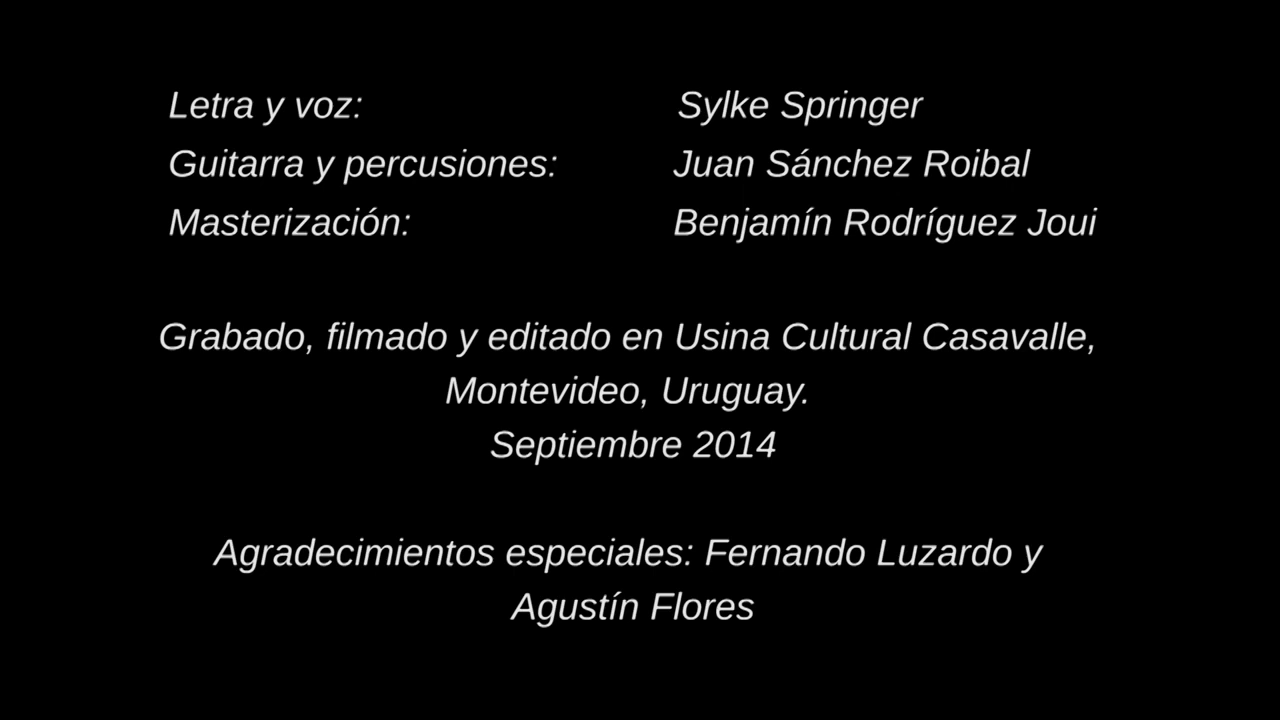 Letra y voz: Sylke Springer
Guitarra y percusiones: Juan Sánchez Roibal
Masterización: Benjamín Rodríguez Joui
Grabado, filmado y editado en Usina Cultural Casavalle,
Montevideo, Uruguay.
Septiembre 2014
Agradecimientos especiales: Fernando Luzardo y
Agustín Flores